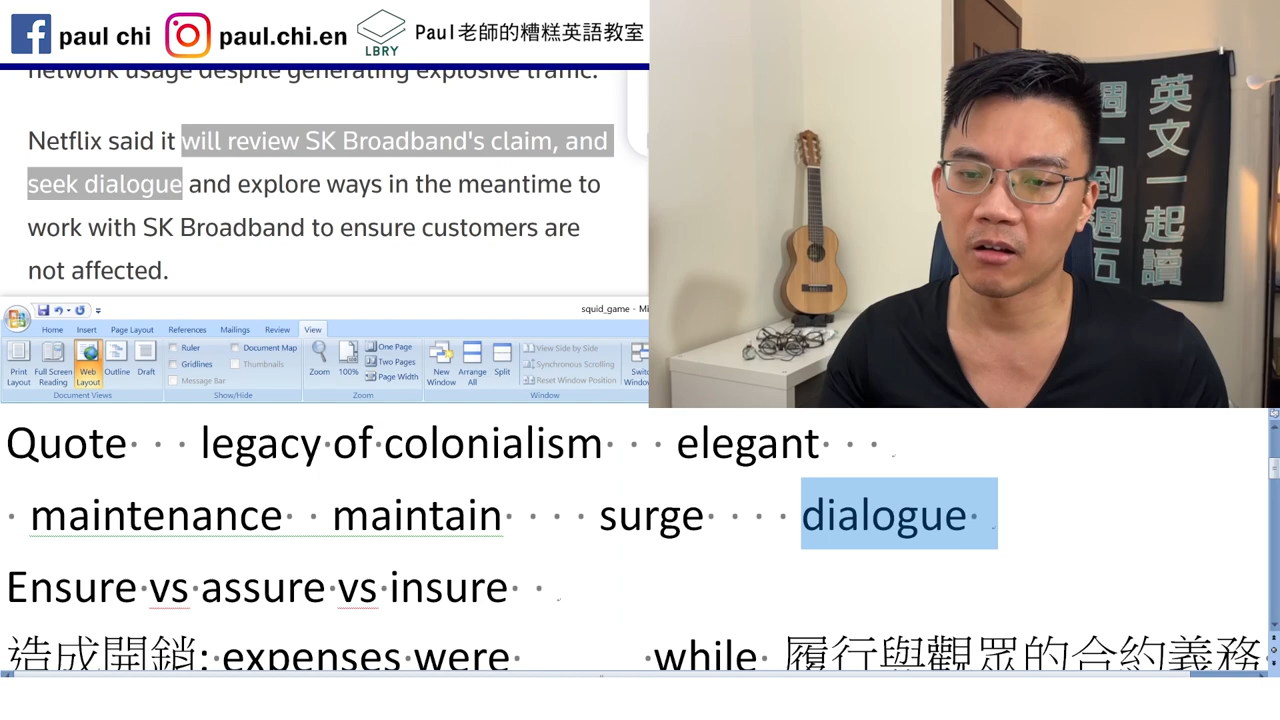 paul chi
paul.chi.en
LBRY
Paul老師的糟糕英語教室
network usage despite generating explosive traffic.
Netflix said it will review SK Broadband's claim, and
seek dialogue and explore ways in the meantime to
work with SK Broadband to ensure customers are
not affected.
英文一起讀
週一到週五
squid_game - Mi
Home Insert Page Layout References Mailings Review View
Print Layout
Full Screen Reading
Web Layout
Outline
Draft
Document Views
Ruler
Gridlines
Message Bar
Document Map
Thumbnails
Show/Hide
Zoom
100%
One Page
Two Pages
Page Width
Zoom
New Window
Arrange All
Split
View Side by Side
Synchronous Scrolling
Reset Window Position
Window
Quote legacy of colonialism elegant
maintenance maintain surge dialogue
Ensure vs assure vs insure
造成開銷: expenses were while 履行與觀眾的合約義務